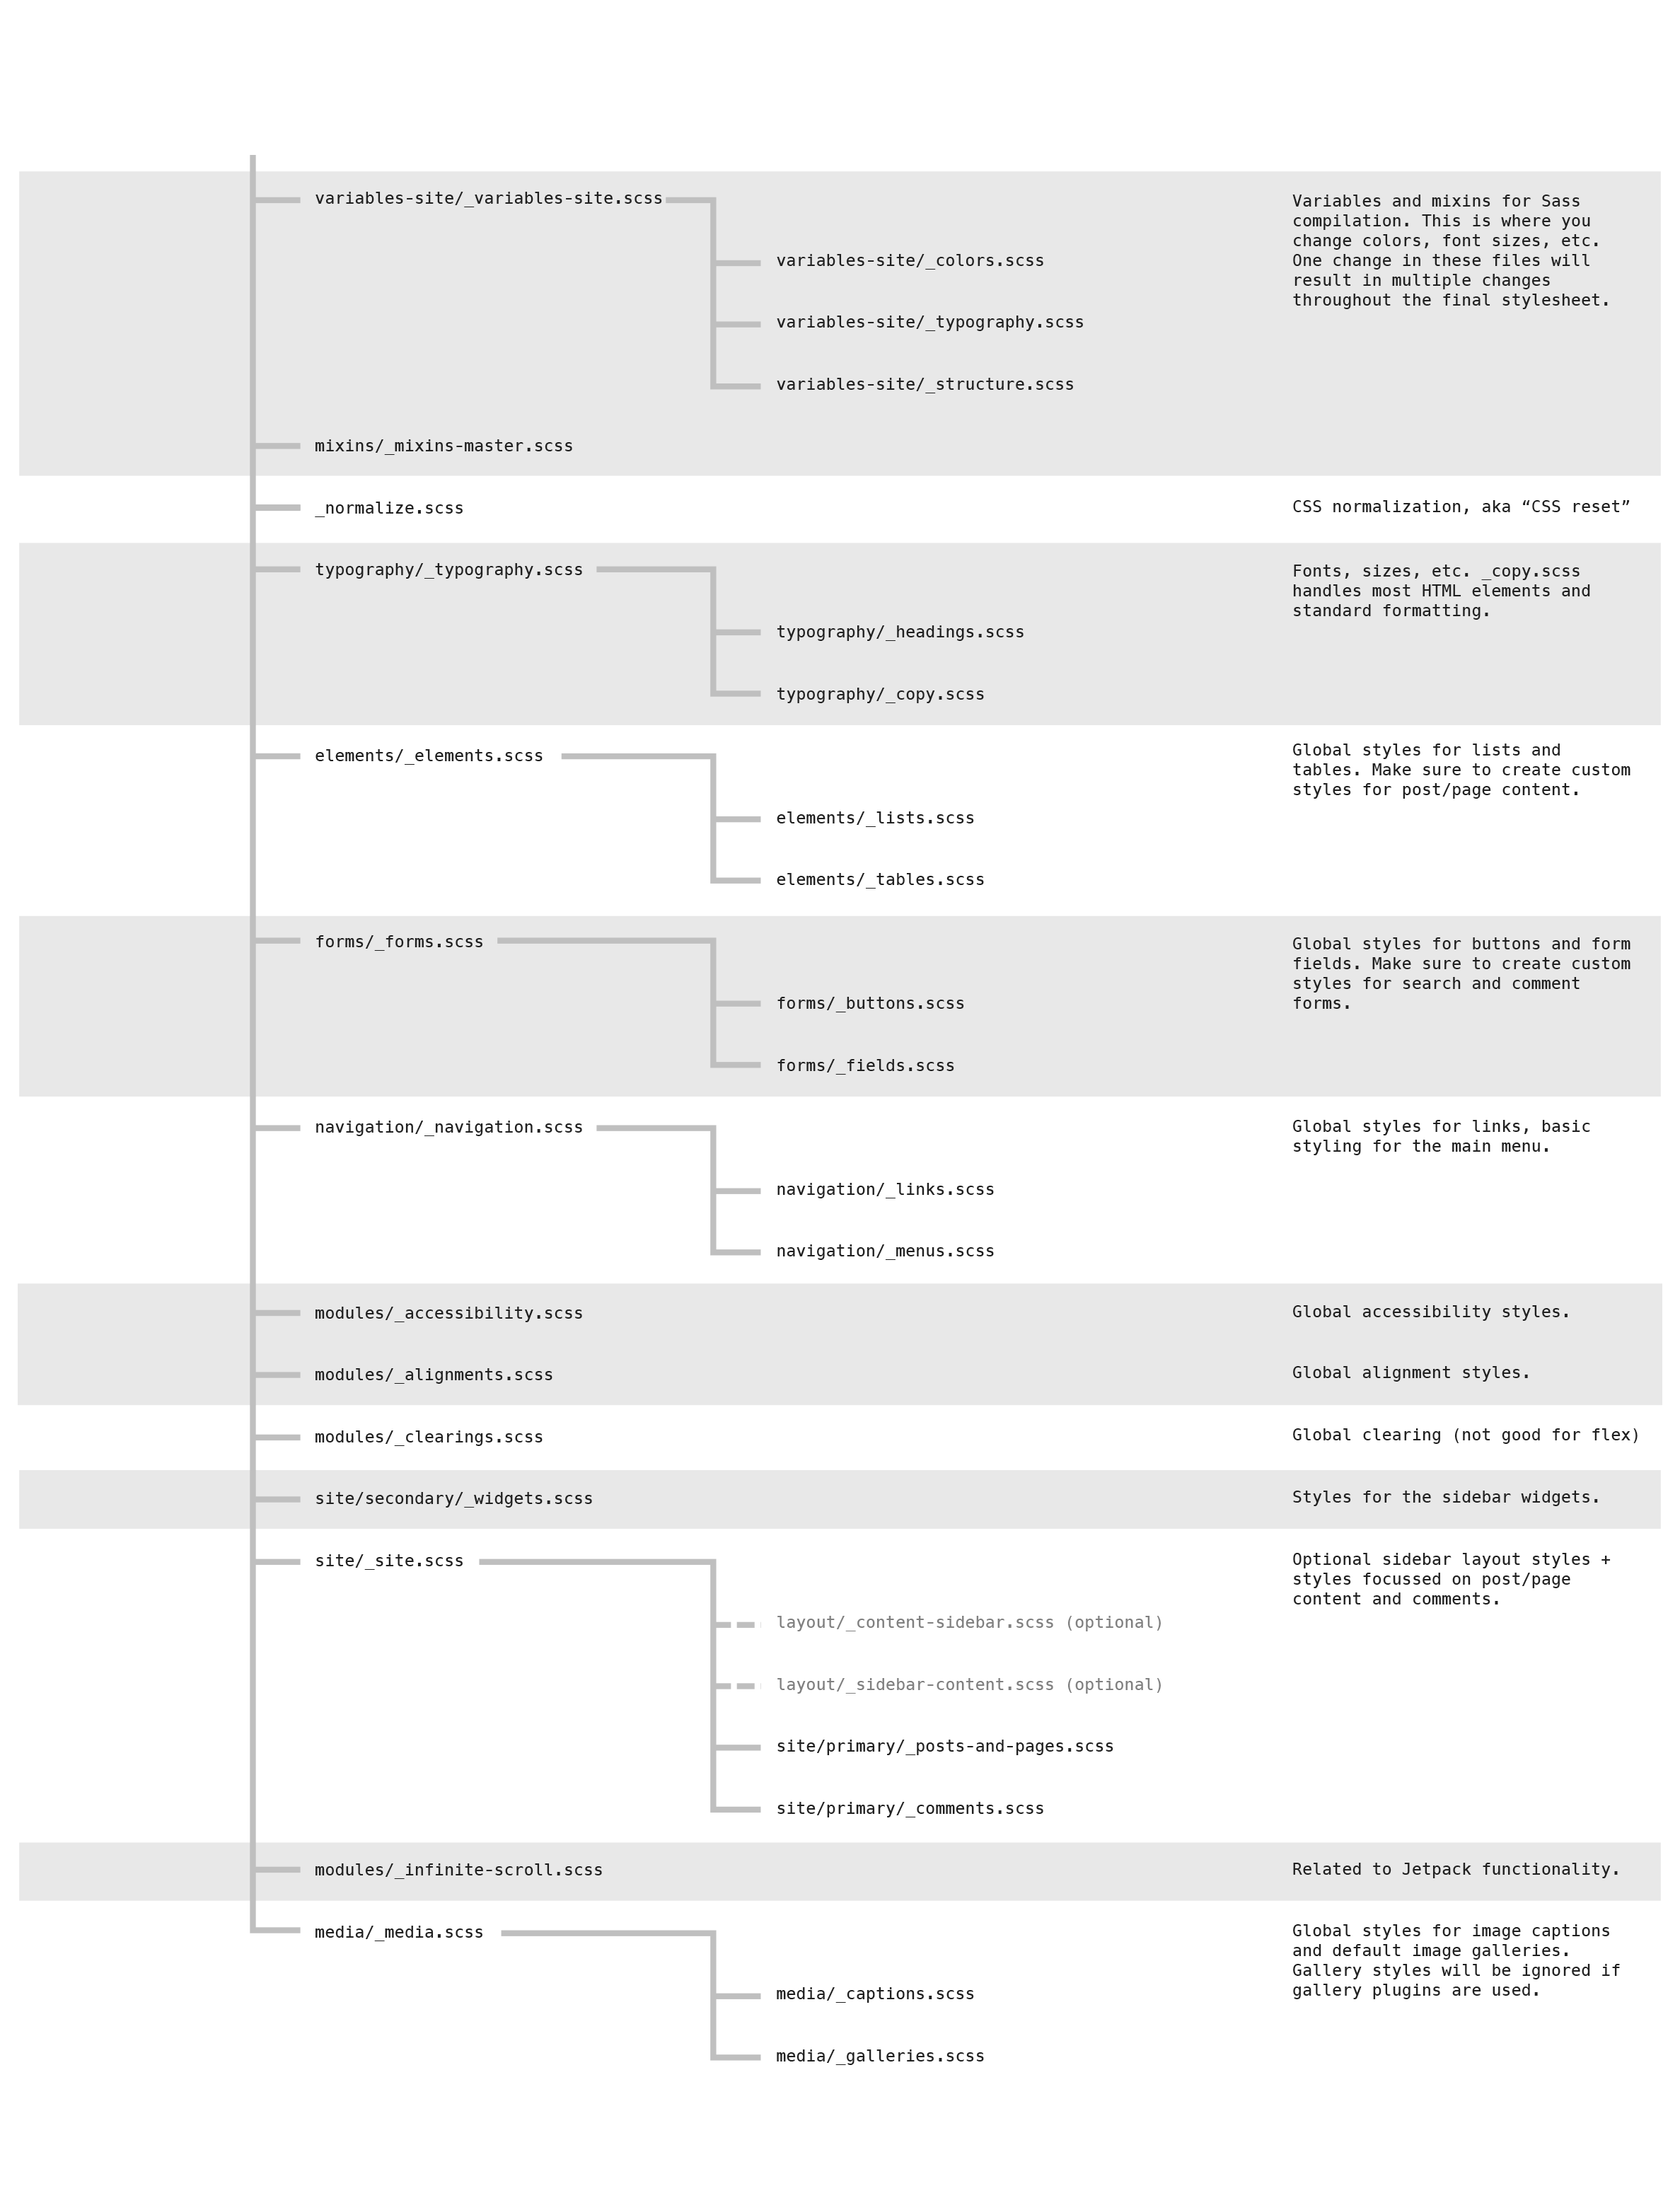 variables-site/_variables-site.scss
variables-site/_colors.scss
variables-site/_typography.scss
variables-site/_structure.scss
mixins/_mixins-master.scss
Variables and mixins for Sass
compilation. This is where you
change colors, font sizes, etc.
One change in these files will
result in multiple changes
throughout the final stylesheet.
_normalize.scss
CSS normalization, aka “CSS reset”
typography/_typography.scss
typography/_headings.scss
typography/_copy.scss
Fonts, sizes, etc. _copy.scss
handles most HTML elements and
standard formatting.
elements/_elements.scss
elements/_lists.scss
elements/_tables.scss
Global styles for lists and
tables. Make sure to create custom
styles for post/page content.
forms/_forms.scss
forms/_buttons.scss
forms/_fields.scss
Global styles for buttons and form
fields. Make sure to create custom
styles for search and comment
forms.
navigation/_navigation.scss
navigation/_links.scss
navigation/_menus.scss
Global styles for links, basic
styling for the main menu.
modules/_accessibility.scss
Global accessibility styles.
modules/_alignments.scss
Global alignment styles.
modules/_clearings.scss
Global clearing (not good for flex)
site/secondary/_widgets.scss
Styles for the sidebar widgets.
site/_site.scss
layout/_content-sidebar.scss (optional)
layout/_sidebar-content.scss (optional)
site/primary/_posts-and-pages.scss
site/primary/_comments.scss
Optional sidebar layout styles +
styles focussed on post/page
content and comments.
modules/_infinite-scroll.scss
Related to Jetpack functionality.
media/_media.scss
media/_captions.scss
media/_galleries.scss
Global styles for image captions
and default image galleries.
Gallery styles will be ignored if
gallery plugins are used.